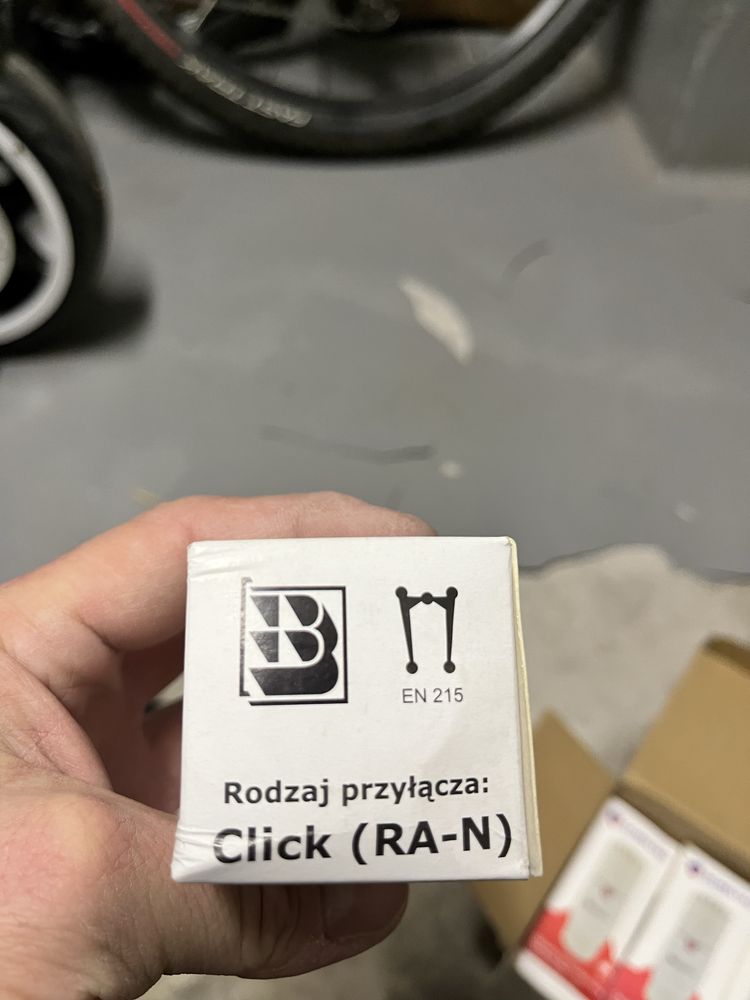 B
EN 215
Rodzaj przyłącza:
Click (RA-N)